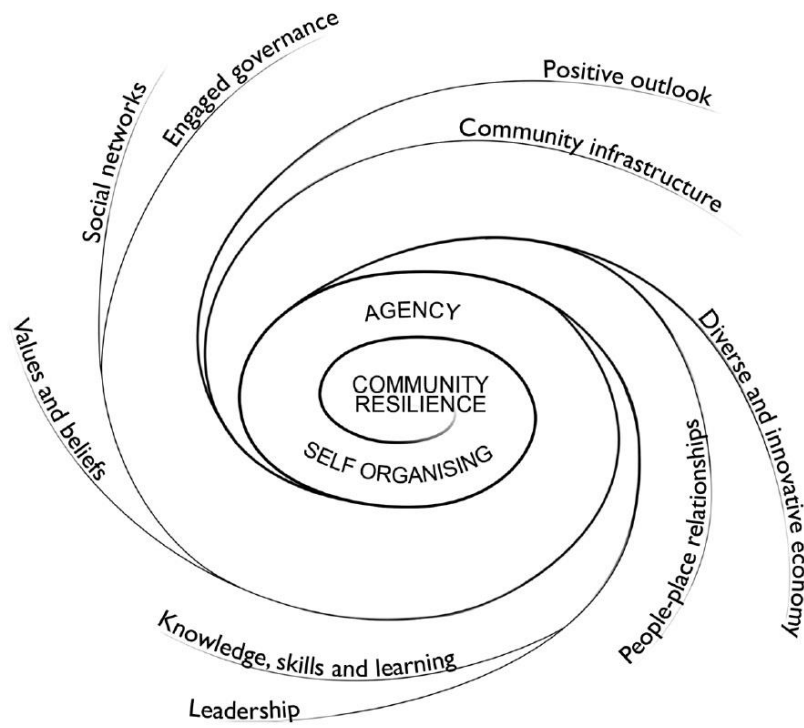 Engaged governance
Social networks
Positive outlook
Community infrastructure
AGENCY
COMMUNITY
RESILIENCE
SELF ORGANISING
Values and beliefs
Diverse and innovative economy
People-place relationships
Knowledge, skills and learning
Leadership